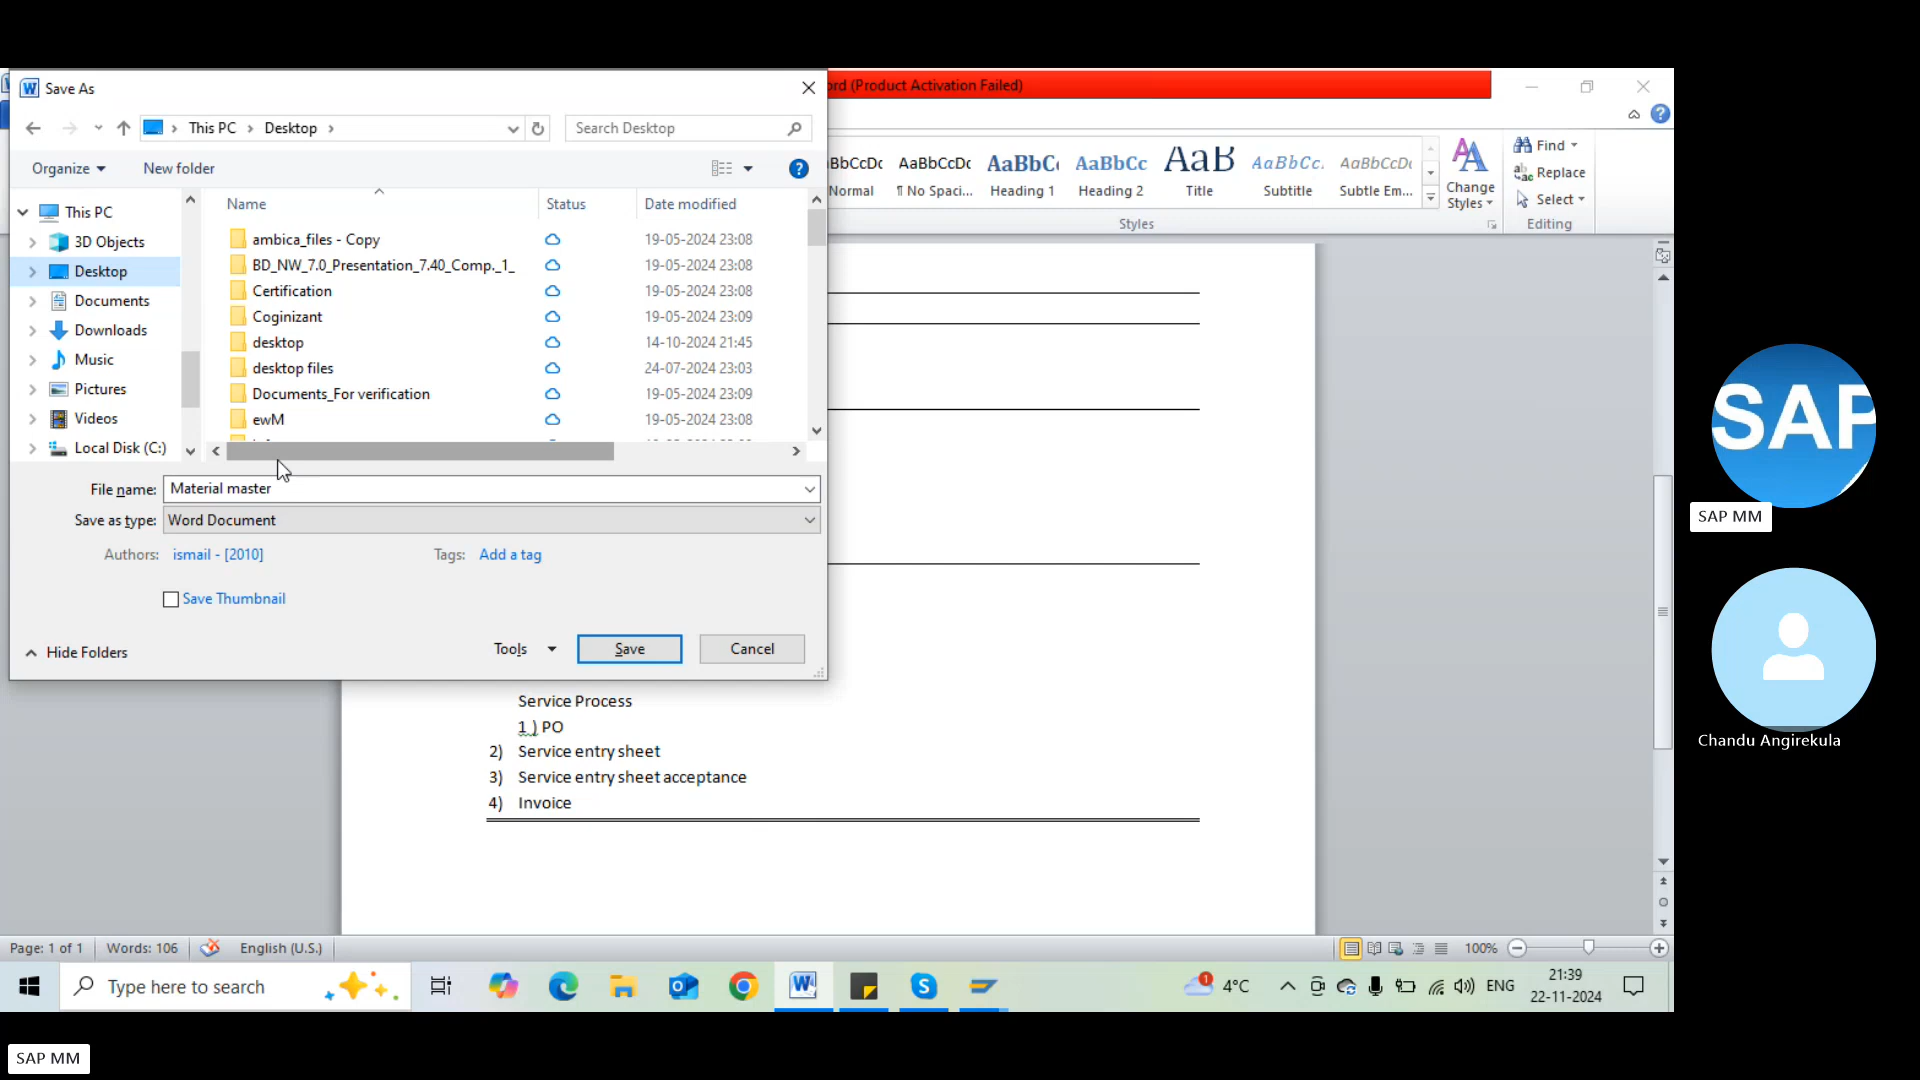 Save As
ord (Product Activation Failed)
This PC > Desktop >
Search Desktop
Organize
New folder
This PC
3D Objects
Desktop
Documents
Downloads
Music
Pictures
Videos
Local Disk (C:)
Name Status Date modified
ambica_files - Copy 19-05-2024 23:08
BD_NW_7.0_Presentation_7.40_Comp._1_ 19-05-2024 23:08
Certification 19-05-2024 23:08
Coginizant 19-05-2024 23:09
desktop 14-10-2024 21:45
desktop files 24-07-2024 23:03
Documents_For verification 19-05-2024 23:09
ewM 19-05-2024 23:08
File name: Material master
Save as type: Word Document
Authors: ismail - [2010] Tags: Add a tag
Save Thumbnail
Hide Folders
Tools Save Cancel
AaBbCcDc AaBbC AaBbCc AaB AaBbCc. AaBbCcDc
Normal ¶ No Spaci... Heading 1 Heading 2 Title Subtitle Subtle Em...
Change
Styles
Styles
Find
Replace
Select
Editing
Service Process
1 ) PO
2) Service entry sheet
3) Service entry sheet acceptance
4) Invoice
Page: 1 of 1 Words: 106 English (U.S.)
100%
Type here to search
1
4°C
ENG
21:39
22-11-2024
SAP
SAP MM
Chandu Angirekula
SAP MM